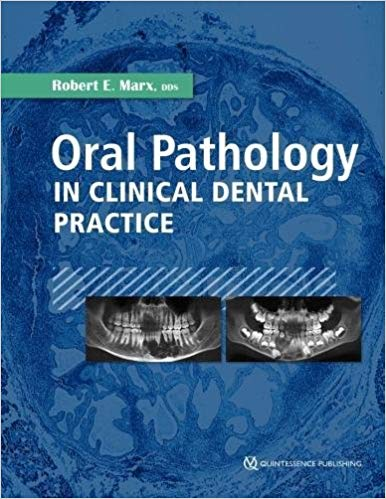 Robert E. Marx, DDS
Oral Pathology
IN CLINICAL DENTAL
PRACTICE
QUINTESSENCE PUBLISHING